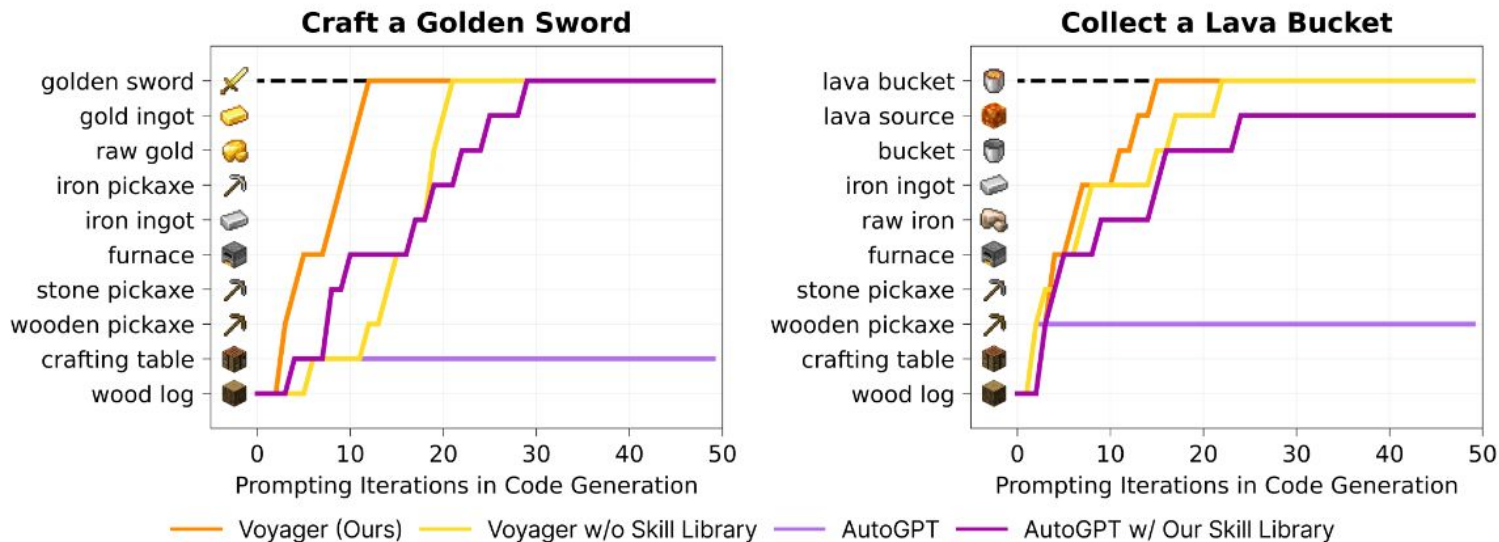 Craft a Golden Sword
golden sword
gold ingot
raw gold
iron pickaxe
iron ingot
furnace
stone pickaxe
wooden pickaxe
crafting table
wood log
0 10 20 30 40 50
Prompting Iterations in Code Generation
Collect a Lava Bucket
lava bucket
lava source
bucket
iron ingot
raw iron
furnace
stone pickaxe
wooden pickaxe
crafting table
wood log
0 10 20 30 40 50
Prompting Iterations in Code Generation
Voyager (Ours) Voyager w/o Skill Library AutoGPT AutoGPT w/ Our Skill Library